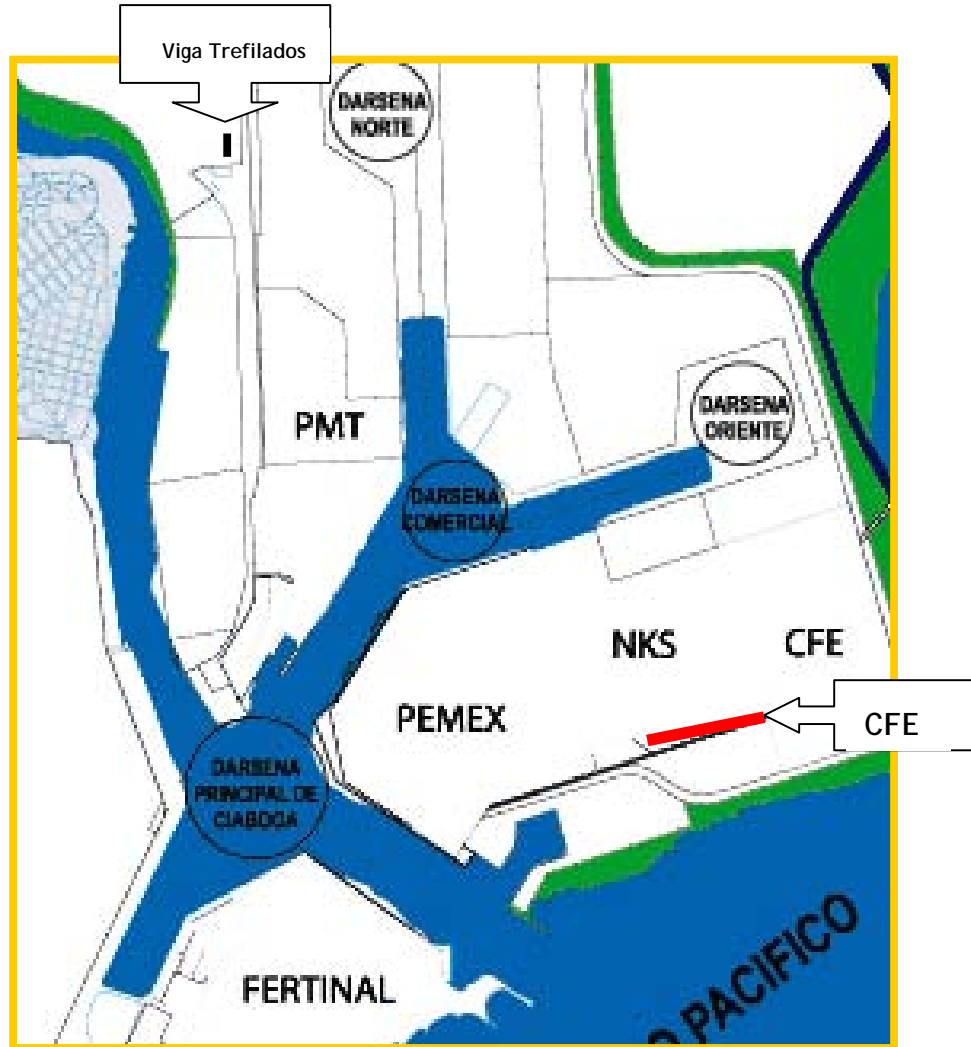 Viga Trefilados
DARSENA
NORTE
DARSENA
ORIENTE
PMT
DARSENA
COMERCIAL
NKS
CFE
PEMEX
CFE
DARSENA
PRINCIPAL DE
CIABOGA
FERTINAL
O PACIFICO